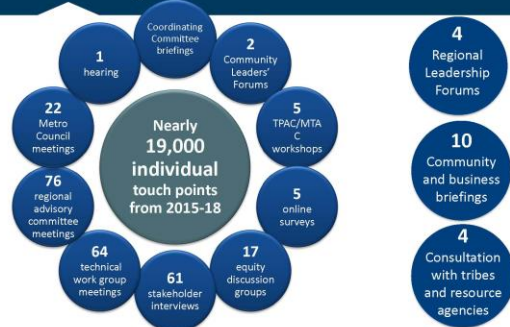 Coordinating
Committee
briefings
2
Community
Leaders'
Forums
5
TPAC/MTA
C
workshops
5
online
surveys
17
equity
discussion
groups
61
stakeholder
interviews
64
technical
work group
meetings
76
regional
advisory
committee
meetings
22
Metro
Council
meetings
1
hearing
Nearly
19,000
individual
touch points
from 2015-18
4
Regional
Leadership
Forums
10
Community
and business
briefings
4
Consultation
with tribes
and resource
agencies